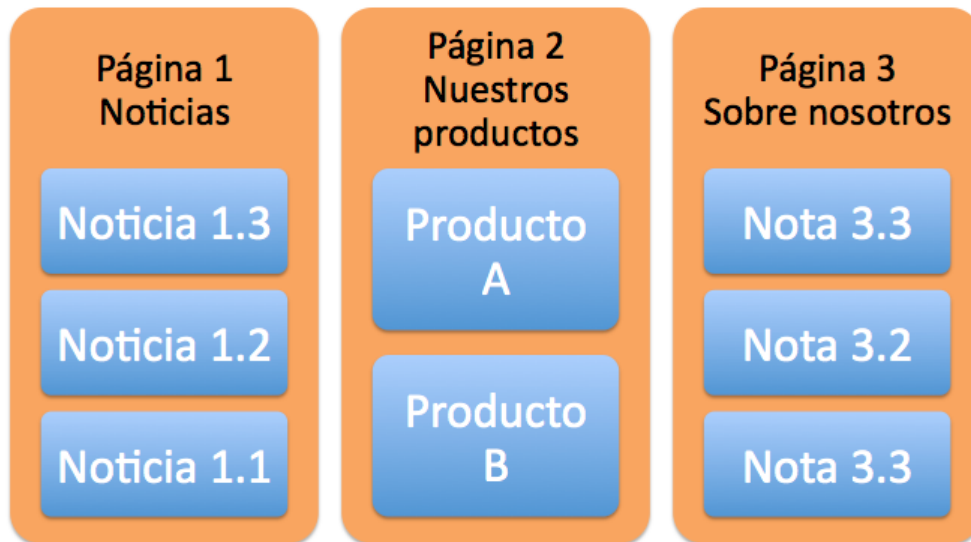 Página 1
Noticias
Noticia 1.3
Noticia 1.2
Noticia 1.1
Página 2
Nuestros
productos
Producto
A
Producto
B
Página 3
Sobre nosotros
Nota 3.3
Nota 3.2
Nota 3.3